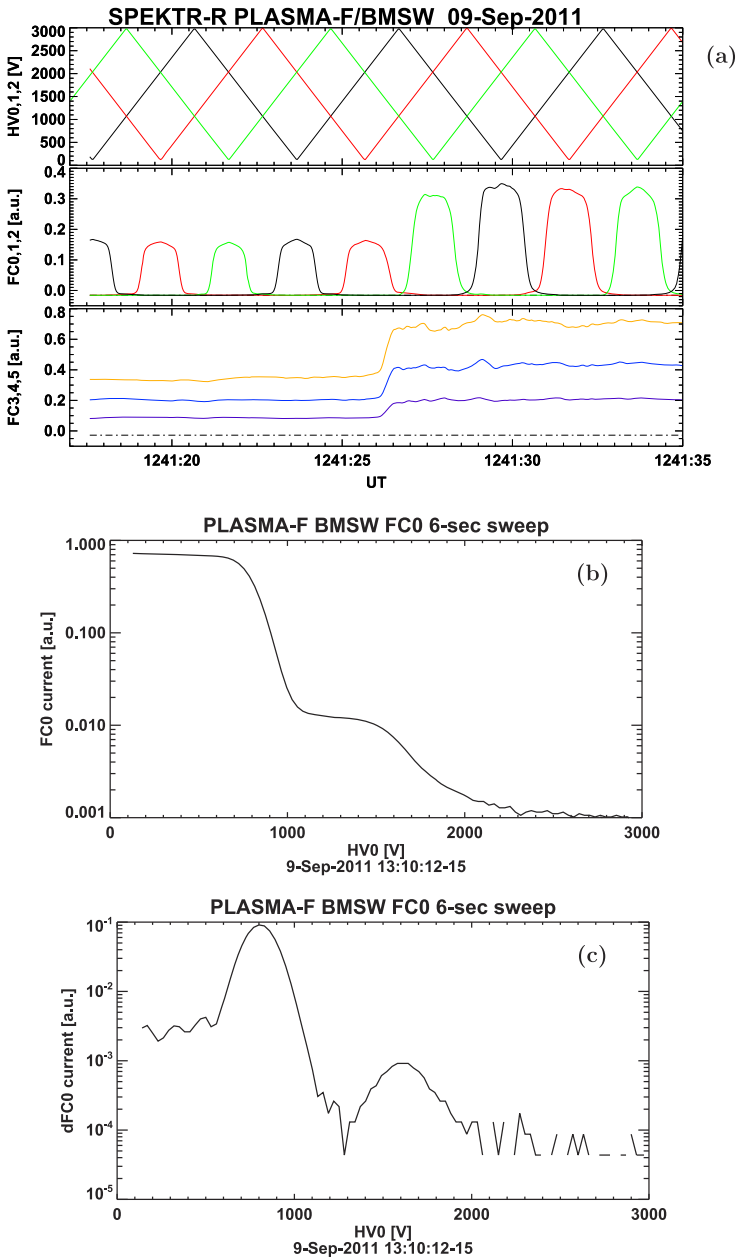 SPEKTR-R PLASMA-F/BMSW 09-Sep-2011
(a)
HV0,1,2 [V]
3000
2500
2000
1500
1000
500
0
FC0,1,2 [a.u.]
0.4
0.3
0.2
0.1
0.0
FC3,4,5 [a.u.]
0.8
0.6
0.4
0.2
0.0
1241:20 1241:25 1241:30 1241:35
UT
PLASMA-F BMSW FC0 6-sec sweep
(b)
FC0 current [a.u.]
1.000
0.100
0.010
0.001
0 1000 2000 3000
HV0 [V]
9-Sep-2011 13:10:12-15
PLASMA-F BMSW FC0 6-sec sweep
(c)
dFC0 current [a.u.]
10⁻¹
10⁻²
10⁻³
10⁻⁴
10⁻⁵
0 1000 2000 3000
HV0 [V]
9-Sep-2011 13:10:12-15